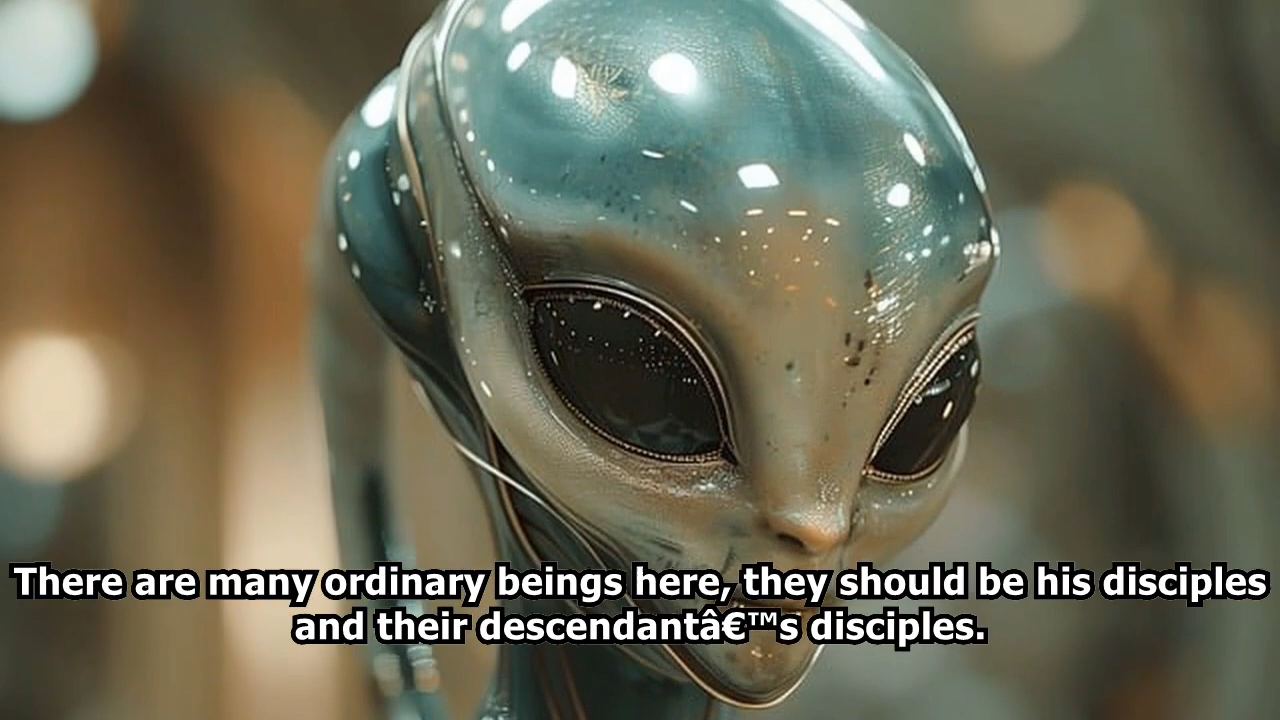 There are many ordinary beings here, they should be his disciples
and their descendantâ€™s disciples.